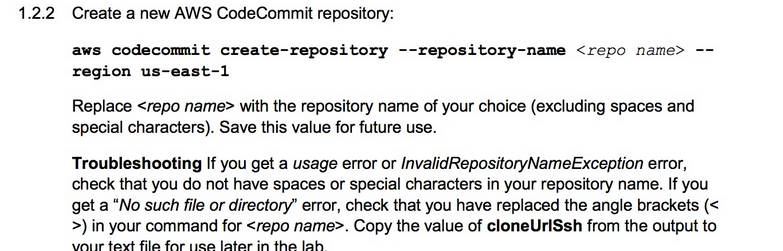 1.2.2 Create a new AWS CodeCommit repository:
aws codecommit create-repository --repository-name <repo name> --
region us-east-1
Replace <repo name> with the repository name of your choice (excluding spaces and
special characters). Save this value for future use.
Troubleshooting If you get a usage error or InvalidRepositoryNameException error,
check that you do not have spaces or special characters in your repository name. If you
get a “No such file or directory” error, check that you have replaced the angle brackets (<
>) in your command for <repo name>. Copy the value of cloneUrlSsh from the output to
your text file for use later in the lab.